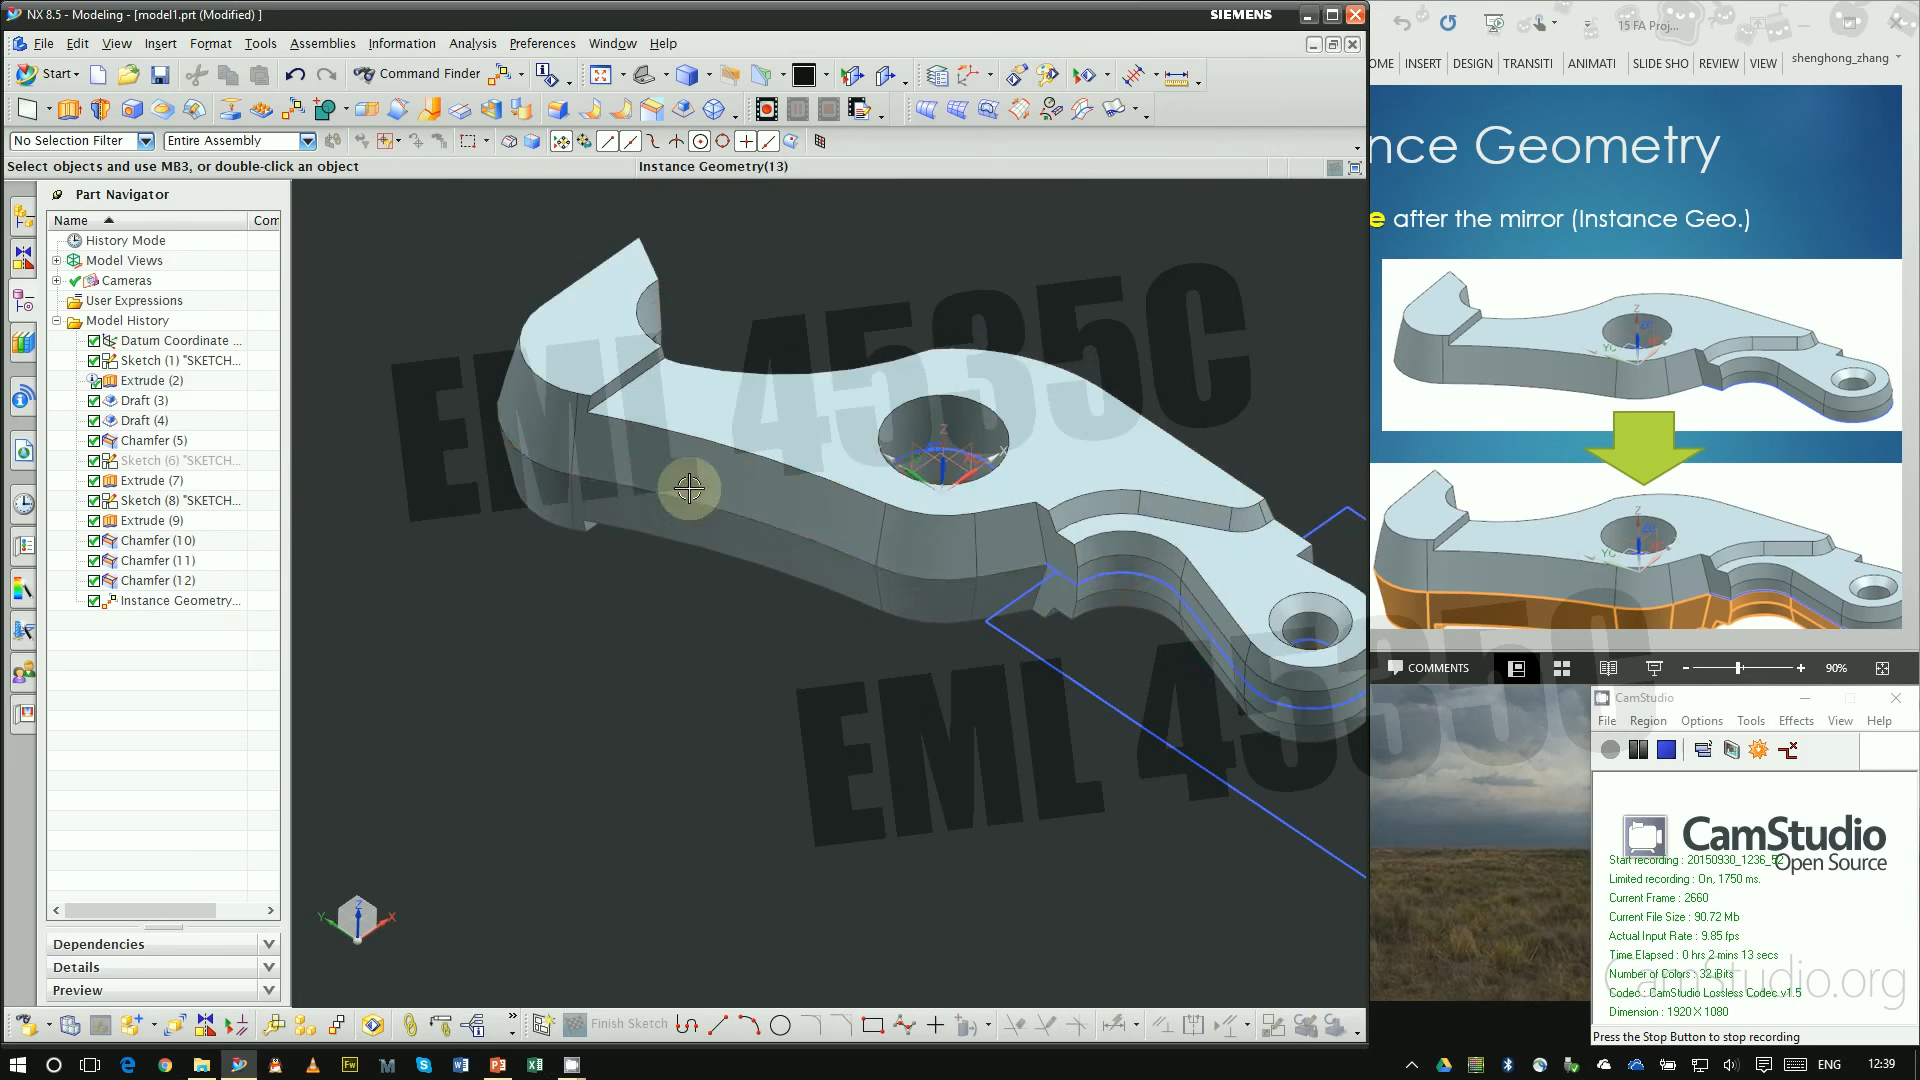 NX 8.5 - Modeling - [model1.prt (Modified) ]
SIEMENS
File Edit View Insert Format Tools Assemblies Information Analysis Preferences Window Help
Start
Command Finder
No Selection Filter
Entire Assembly
Select objects and use MB3, or double-click an object
Instance Geometry(13)
Part Navigator
Name
Com
History Mode
Model Views
Cameras
User Expressions
Model History
Datum Coordinate ...
Sketch (1) "SKETCH...
Extrude (2)
Draft (3)
Draft (4)
Chamfer (5)
Sketch (6) "SKETCH...
Extrude (7)
Sketch (8) "SKETCH...
Extrude (9)
Chamfer (10)
Chamfer (11)
Chamfer (12)
Instance Geometry...
Dependencies
Details
Preview
EML 4535C
EML 4535C
Z
X
Z
Y
X
Finish Sketch
15 FA Proj...
OME INSERT DESIGN TRANSITI ANIMATI SLIDE SHO REVIEW VIEW
shenghong_zhang
nce Geometry
e after the mirror (Instance Geo.)
Z
YC
Z
YC
COMMENTS
90%
CamStudio
File Region Options Tools Effects View Help
CamStudio
Open Source
Start recording : 20150930_1236_52
Limited recording : On, 1750 ms.
Current Frame : 2660
Current File Size : 90.72 Mb
Actual Input Rate : 9.85 fps
Time Elapsed : 0 hrs 2 mins 13 secs
Number of Colors : 32 iBits
Codec : CamStudio Lossless Codec v1.5
Dimension : 1920 X 1080
CamStudio.org
Press the Stop Button to stop recording
ENG
12:39